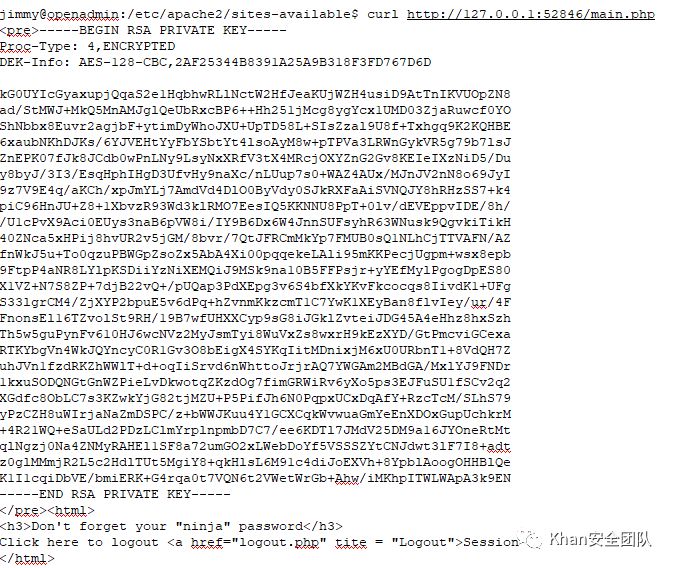 jimmy@openadmin:/etc/apache2/sites-available$ curl http://127.0.0.1:52846/main.php
<pre>-----BEGIN RSA PRIVATE KEY-----
Proc-Type: 4,ENCRYPTED
DEK-Info: AES-128-CBC,2AF25344B8391A25A9B318F3FD767D6D

kG0UYIcGyaxupjQqaS2e1HqbhwRLlNctW2HfJeaKUjWZH4usiD9AtTnIKVUOpZN8
ad/StMWJ+MkQ5MnAMJglQeUbRxcBP6++Hh251jMcg8ygYcx1UMD03ZjaRuwcf0YO
ShNbbx8Euvr2agjbF+ytimDyWhoJXU+UpTD58L+SIsZzal9U8f+Txhgq9K2KQHBE
6xaubNKhDJKs/6YJVEHtYyFbYSbtYt4lsoAyM8w+pTPVa3LRWnGykVR5g79b7lsJ
ZnEPK07fJk8JCdb0wPnLNy9LsyNxXRfV3tX4MRcjOXYZnG2Gv8KEIeIXzNiD5/Du
y8byJ/3I3/EsqHphIHgD3UfvHy9naXc/nLUup7s0+WAZ4AUx/MJnJV2nN8o69JyI
9z7V9E4q/aKCh/xpJmYLj7AmdVd4DlO0ByVdy0SJkRXFaAiSVNQJY8hRHzSS7+k4
piC96HnJU+Z8+1XbvzR93Wd3klRMO7EesIQ5KKNNU8PpT+0lv/dEVEppvIDE/8h/
/U1cPvX9Aci0EUys3naB6pVW8i/IY9B6Dx6W4JnnSUFsyhR63WNusk9QgvkiTikH
40ZNca5xHPij8hvUR2v5jGM/8bvr/7QtJFRCmMkYp7FMUB0sQ1NLhCjTTVAFN/AZ
fnWkJ5u+To0qzuPBWGpZsoZx5AbA4Xi00pqqekeLAli95mKKPecjUgpm+wsx8epb
9FtpP4aNR8LYlpKSDiiYzNiXEMQiJ9MSk9na10B5FFPsjr+yYEfMylPgogDpES80
X1VZ+N7S8ZP+7djB22vQ+/pUQap3PdXEpg3v6S4bfXkYKvFkcocqs8IivdK1+UFg
S33lgrCM4/ZjXYP2bpuE5v6dPq+hZvnmKkzcmT1C7YwK1XEyBan8flvIey/ur/4F
FnonsEl16TZvolSt9RH/19B7wfUHXXCyp9sG8iJGklZvteiJDG45A4eHhz8hxSzh
Th5w5guPynFv610HJ6wcNVz2MyJsmTyi8WuVxZs8wxrH9kEzXYD/GtPmcviGCexa
RTKYbgVn4WkJQYncyC0R1Gv3O8bEigX4SYKqIitMDnixjM6xU0URbnT1+8VdQH7Z
uhJVn1fzdRKZhWWlT+d+oqIiSrvd6nWhttoJrjrAQ7YWGAm2MBdGA/MxlYJ9FNDr
1kxuSODQNGtGnWZPieLvDkwotqZKzdOg7fimGRWiRv6yXo5ps3EJFuSU1fSCv2q2
XGdfc8ObLC7s3KZwkYjG82tjMZU+P5PifJh6N0PqpxUCxDqAfY+RzcTcM/SLhS79
yPzCZH8uWIrjaNaZmDSPC/z+bWWJKuu4Y1GCXCqkWvwuaGmYeEnXDOxGupUchkrM
+4R21WQ+eSaULd2PDzLClmYrplnpmbD7C7/ee6KDTl7JMdV25DM9a16JYOneRtMt
qlNgzj0Na4ZNMyRAHEl1SF8a72umGO2xLWebDoYf5VSSSZYtCNJdwt3lF7I8+adt
z0glMMmjR2L5c2HdlTUt5MgiY8+qkHlsL6M91c4diJoEXVh+8YpblAoogOHHBlQe
K1I1cqiDbVE/bmiERK+G4rqa0t7VQN6t2VWetWrGb+Ahw/iMKhpITWLWApA3k9EN
-----END RSA PRIVATE KEY-----
</pre><html>
<h3>Don't forget your "ninja" password</h3>
Click here to logout <a href="logout.php" tite = "Logout">Session
</html>
Khan安全团队